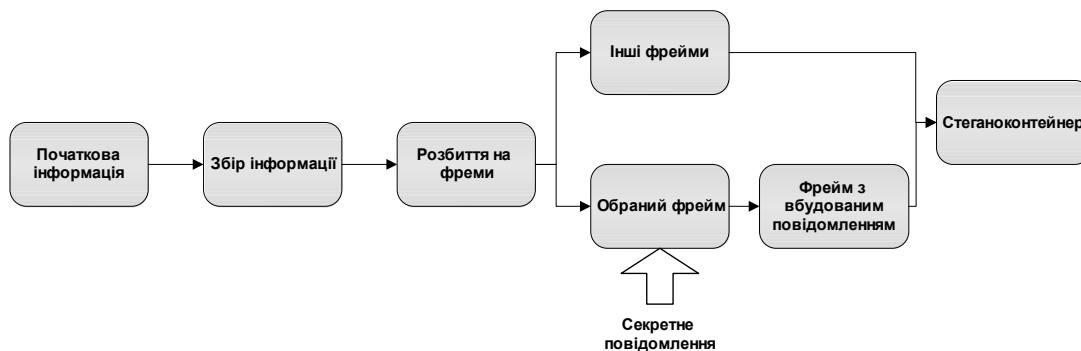 Початкова
інформація
Збір інформації
Розбиття на
фреми
Інші фрейми
Обраний фрейм
Фрейм з
вбудованим
повідомленням
Стеганоконтейнер
Секретне
повідомлення